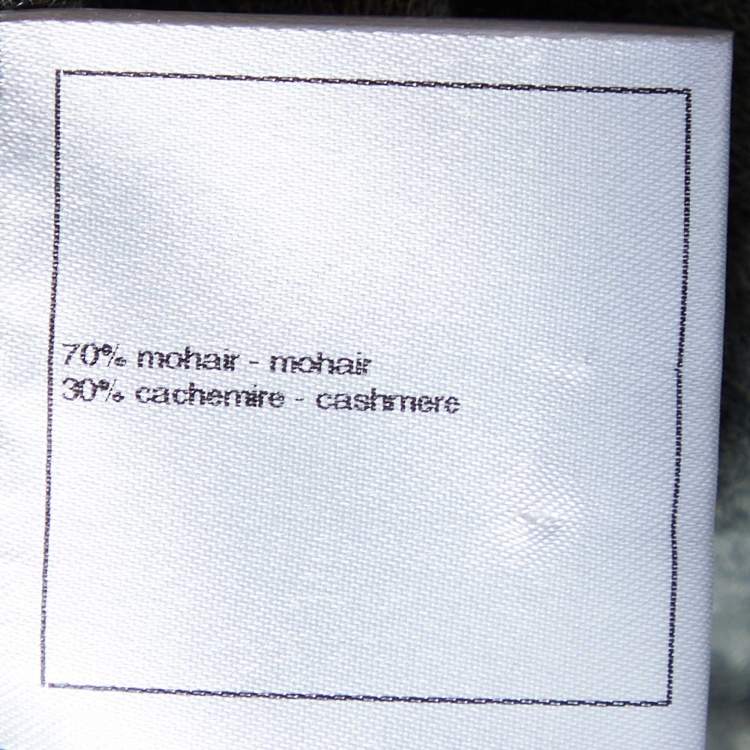 70% mohair - mohair
30% cachemire - cashmere